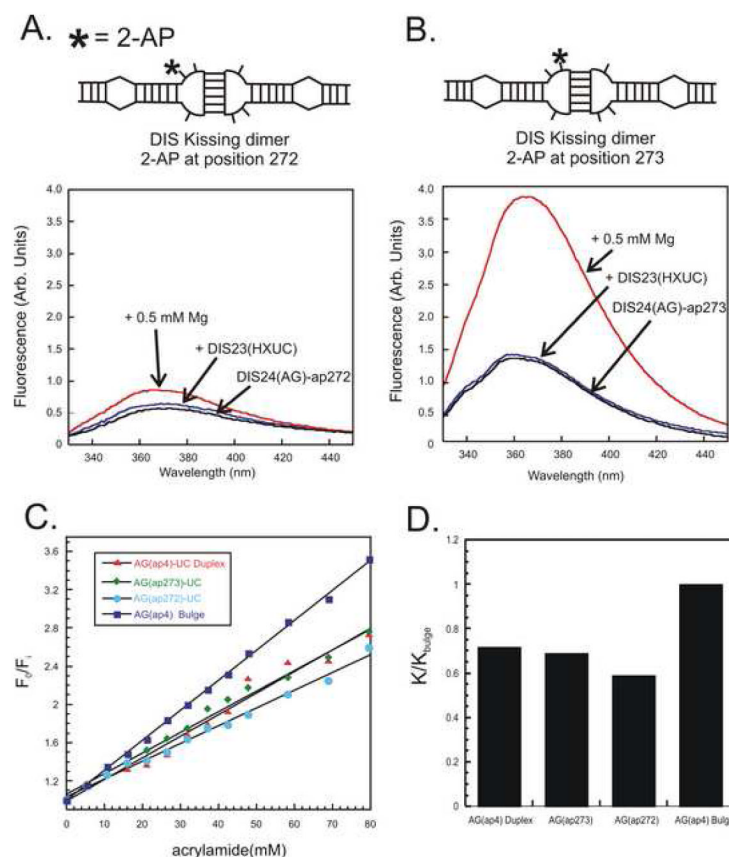 A.
* = 2-AP
DIS Kissing dimer
2-AP at position 272
Fluorescence (Arb. Units)
4.0
3.5
3.0
2.5
2.0
1.5
1.0
0.5
0
+ 0.5 mM Mg
+ DIS23(HXUC)
DIS24(AG)-ap272
340 360 380 400 420 440
Wavelength (nm)
B.
*
DIS Kissing dimer
2-AP at position 273
Fluorescence (Arb. Units)
4.0
3.5
3.0
2.5
2.0
1.5
1.0
0.5
0
+ 0.5 mM Mg
+ DIS23(HXUC)
DIS24(AG)-ap273
340 360 380 400 420 440
Wavelength (nm)
C.
F₀/Fᵢ
3.6
3.2
2.8
2.4
2.0
1.6
1.2
AG(ap4)-UC Duplex
AG(ap273)-UC
AG(ap272)-UC
AG(ap4) Bulge
0 10 20 30 40 50 60 70 80
acrylamide(mM)
D.
K/K bulge
1.2
1
0.8
0.6
0.4
0.2
0
AG(ap4) Duplex AG(ap273) AG(ap272) AG(ap4) Bulg